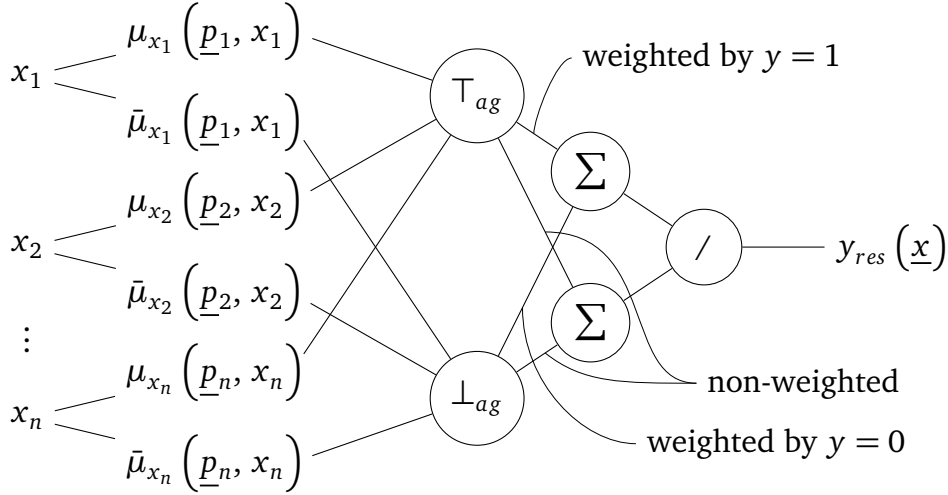 μ_{x_1} (p_1, x_1)
x_1
μ̄_{x_1} (p_1, x_1)
μ_{x_2} (p_2, x_2)
x_2
μ̄_{x_2} (p_2, x_2)
⋮
μ_{x_n} (p_n, x_n)
x_n
μ̄_{x_n} (p_n, x_n)
⊤_{ag}
⊥_{ag}
weighted by y = 1
∑
∑
/
y_{res} (x)
non-weighted
weighted by y = 0